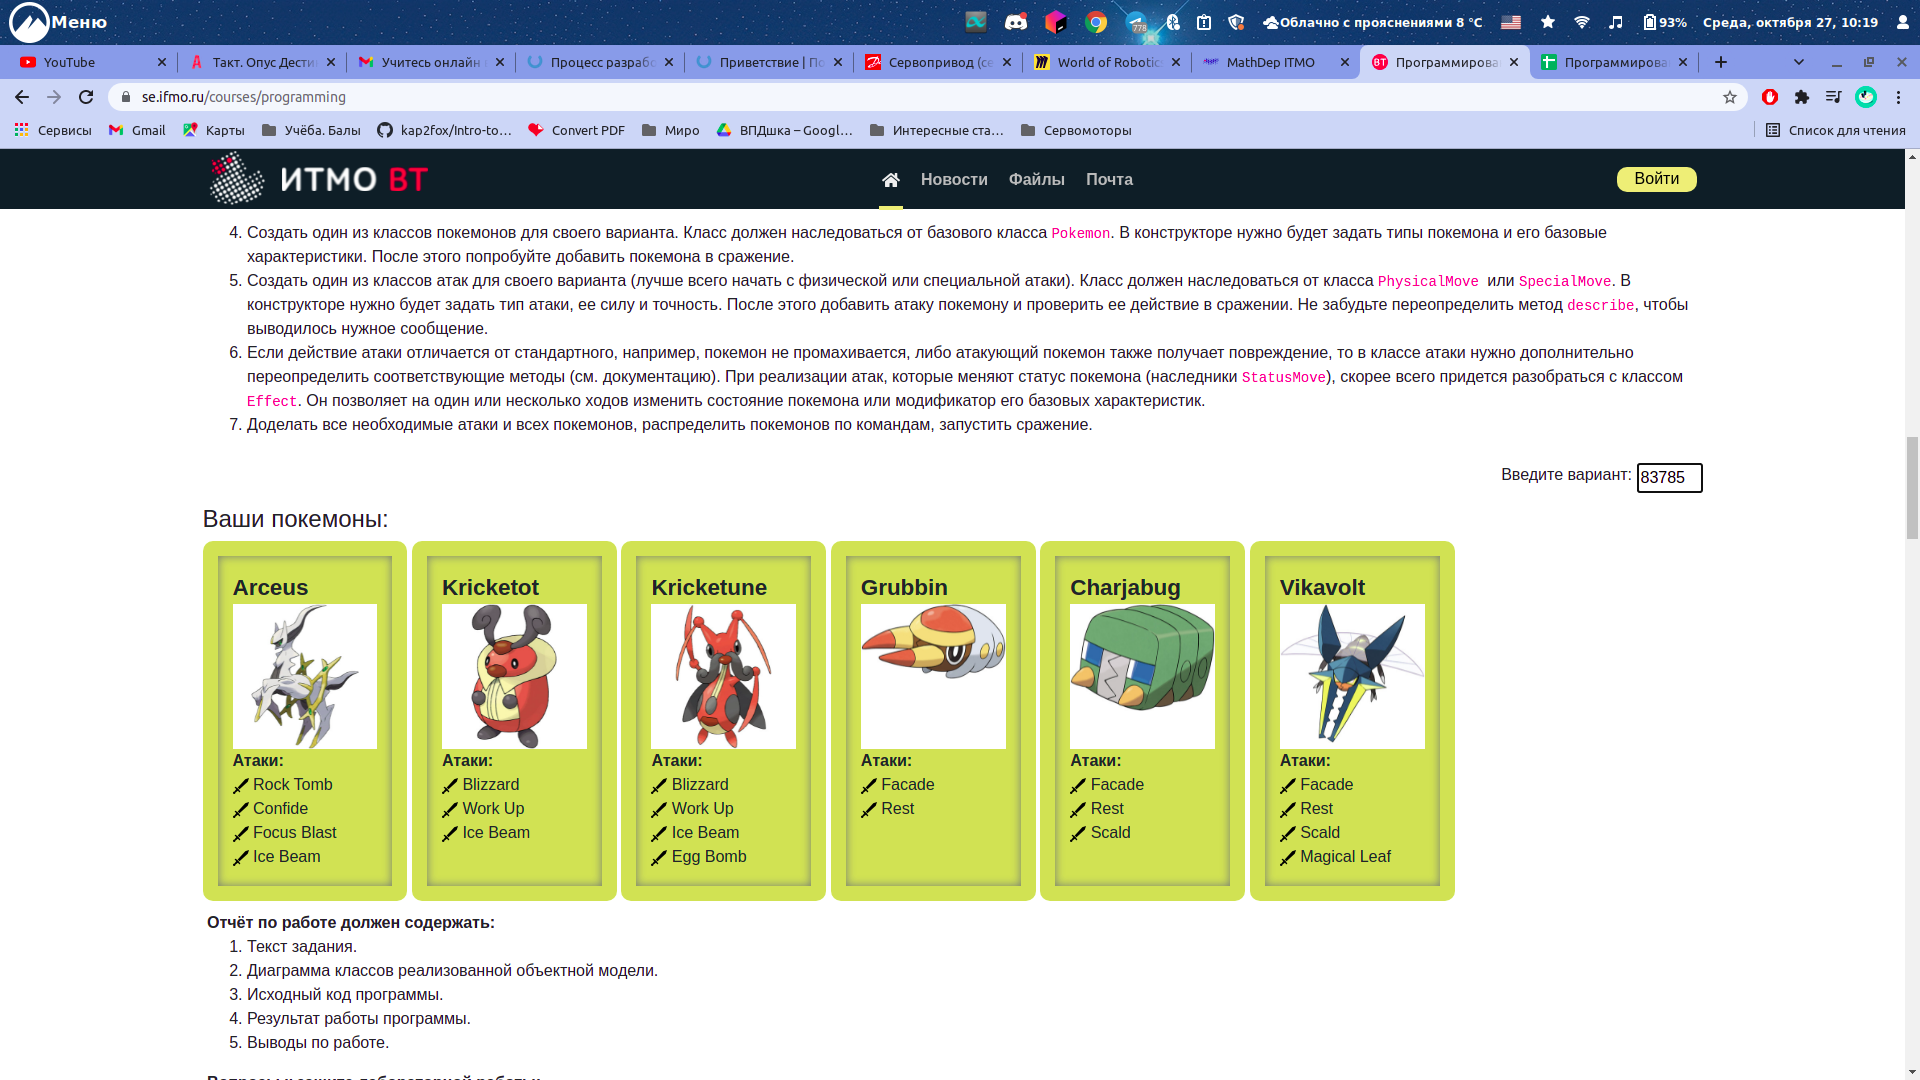 Меню
778
Облачно с прояснениями 8 °C
93%
Среда, октября 27, 10:19
YouTube
Такт. Опус Дести
Учитесь онлайн
Процесс разрабо
Приветствие | По
Сервопривод (се
World of Robotics
MathDep ITMO
Программирова
Программирова
se.ifmo.ru/courses/programming
Сервисы
Gmail
Карты
Учёба. Балы
kap2fox/Intro-to...
Convert PDF
Миро
ВПДшка – Googl...
Интересные ста...
Сервомоторы
Список для чтения
ИТМО ВТ
Новости
Файлы
Почта
Войти
4. Создать один из классов покемонов для своего варианта. Класс должен наследоваться от базового класса Pokemon. В конструкторе нужно будет задать типы покемона и его базовые
характеристики. После этого попробуйте добавить покемона в сражение.
5. Создать один из классов атак для своего варианта (лучше всего начать с физической или специальной атаки). Класс должен наследоваться от класса PhysicalMove или SpecialMove. В
конструкторе нужно будет задать тип атаки, ее силу и точность. После этого добавить атаку покемону и проверить ее действие в сражении. Не забудьте переопределить метод describe, чтобы
выводилось нужное сообщение.
6. Если действие атаки отличается от стандартного, например, покемон не промахивается, либо атакующий покемон также получает повреждение, то в классе атаки нужно дополнительно
переопределить соответствующие методы (см. документацию). При реализации атак, которые меняют статус покемона (наследники StatusMove), скорее всего придется разобраться с классом
Effect. Он позволяет на один или несколько ходов изменить состояние покемона или модификатор его базовых характеристик.
7. Доделать все необходимые атаки и всех покемонов, распределить покемонов по командам, запустить сражение.
Введите вариант: 83785
Ваши покемоны:
Arceus
Атаки:
Rock Tomb
Confide
Focus Blast
Ice Beam
Kricketot
Атаки:
Blizzard
Work Up
Ice Beam
Kricketune
Атаки:
Blizzard
Work Up
Ice Beam
Egg Bomb
Grubbin
Атаки:
Facade
Rest
Charjabug
Атаки:
Facade
Rest
Scald
Vikavolt
Атаки:
Facade
Rest
Scald
Magical Leaf
Отчёт по работе должен содержать:
1. Текст задания.
2. Диаграмма классов реализованной объектной модели.
3. Исходный код программы.
4. Результат работы программы.
5. Выводы по работе.